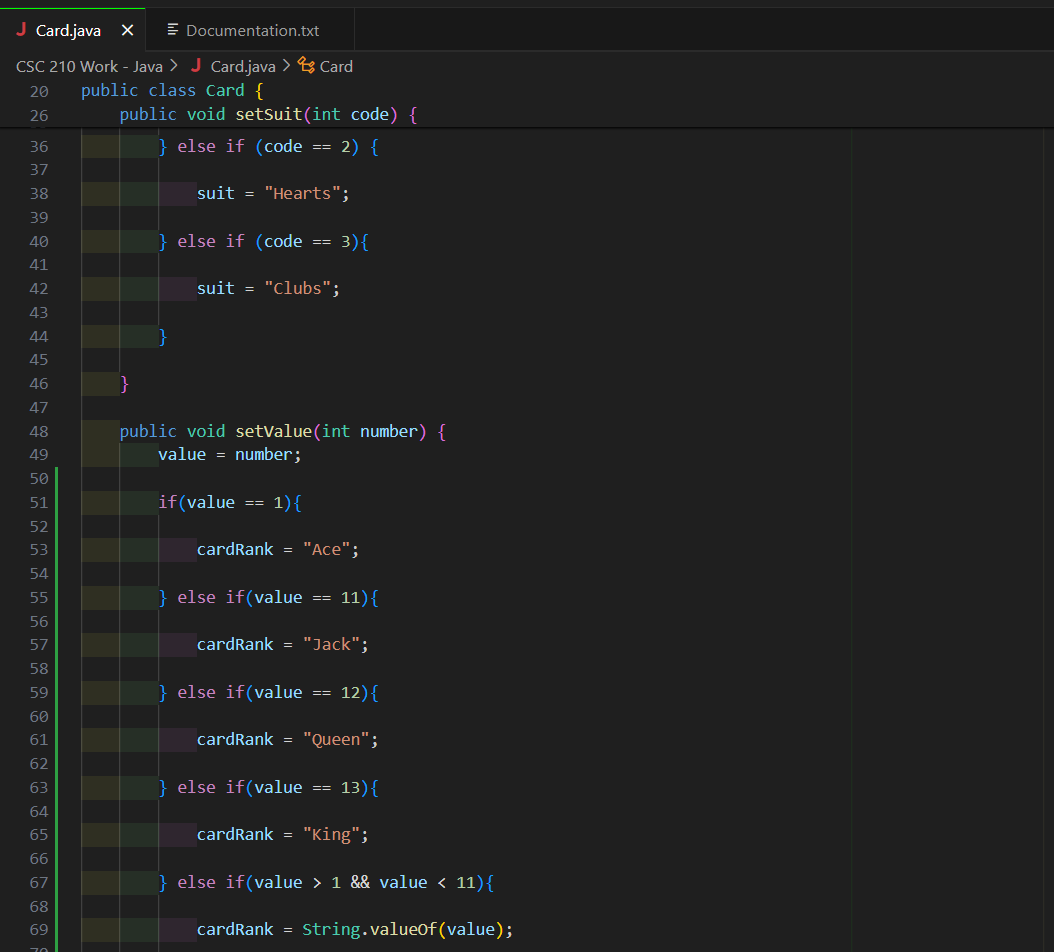 Card.java
Documentation.txt
CSC 210 Work - Java > Card.java > Card
20 public class Card {
26     public void setSuit(int code) {
36         } else if (code == 2) {
37
38             suit = "Hearts";
39
40         } else if (code == 3){
41
42             suit = "Clubs";
43
44         }
45
46     }
47
48     public void setValue(int number) {
49         value = number;
50
51         if(value == 1){
52
53             cardRank = "Ace";
54
55         } else if(value == 11){
56
57             cardRank = "Jack";
58
59         } else if(value == 12){
60
61             cardRank = "Queen";
62
63         } else if(value == 13){
64
65             cardRank = "King";
66
67         } else if(value > 1 && value < 11){
68
69             cardRank = String.valueOf(value);